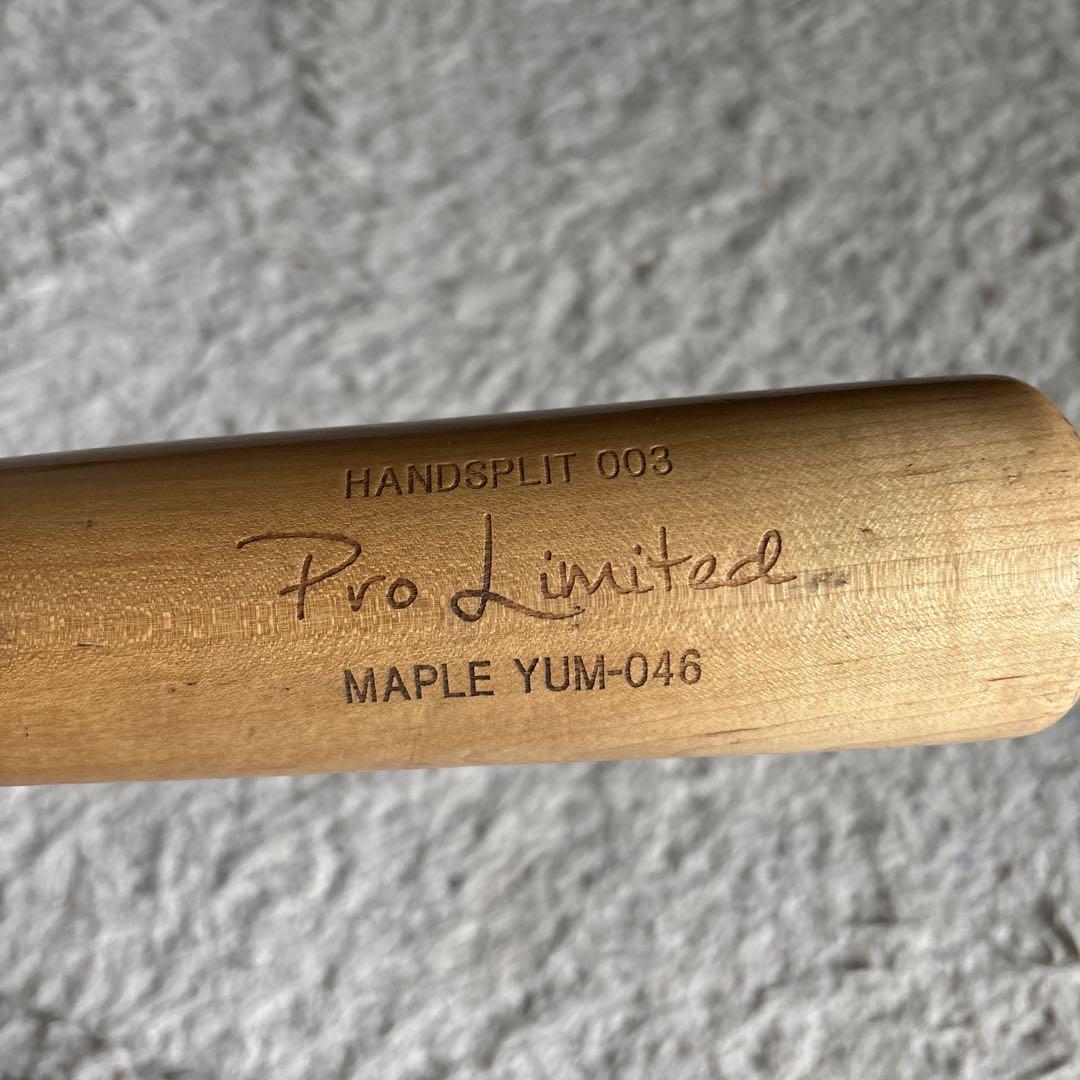 HANDSPLIT 003
Pro Limited
MAPLE YUM-046